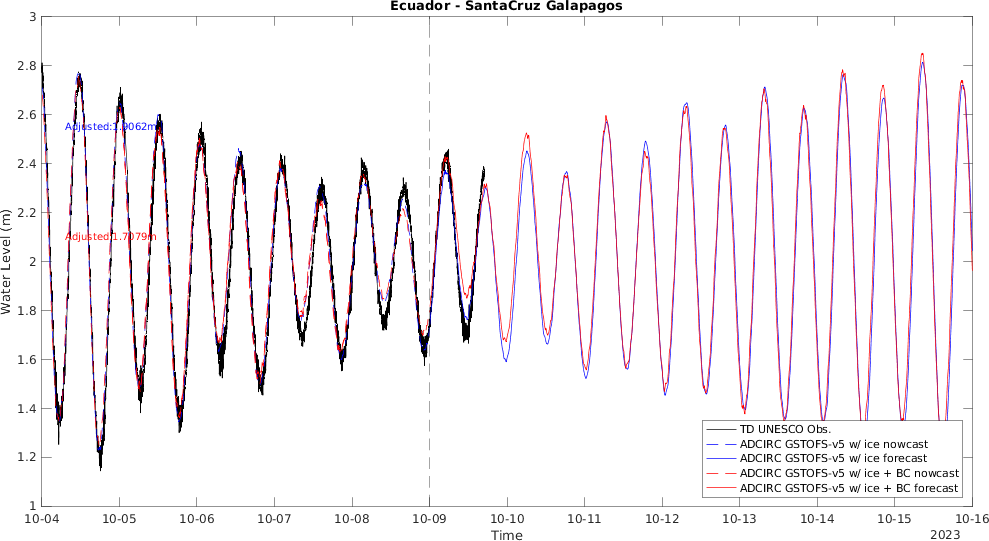 Ecuador - SantaCruz Galapagos
3
2.8
2.6
2.4
2.2
2
1.8
1.6
1.4
1.2
1
Water Level (m)
Adjusted:1.9062m
Adjusted:1.7079m
TD UNESCO Obs.
ADCIRC GSTOFS-v5 w/ ice nowcast
ADCIRC GSTOFS-v5 w/ ice forecast
ADCIRC GSTOFS-v5 w/ ice + BC nowcast
ADCIRC GSTOFS-v5 w/ ice + BC forecast
10-04 10-05 10-06 10-07 10-08 10-09 10-10 10-11 10-12 10-13 10-14 10-15 10-16
Time
2023